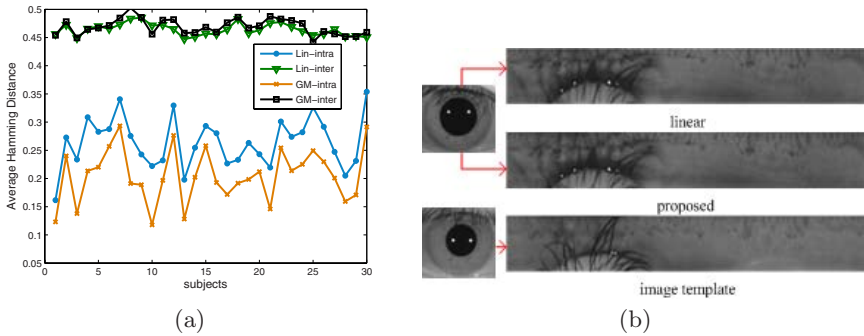 0.5
0.45
0.4
0.35
0.3
0.25
0.2
0.15
0.1
0.05
0 5 10 15 20 25 30
Average Hamming Distance
subjects
Lin-intra
Lin-inter
GM-intra
GM-inter
(a)
linear
proposed
image template
(b)